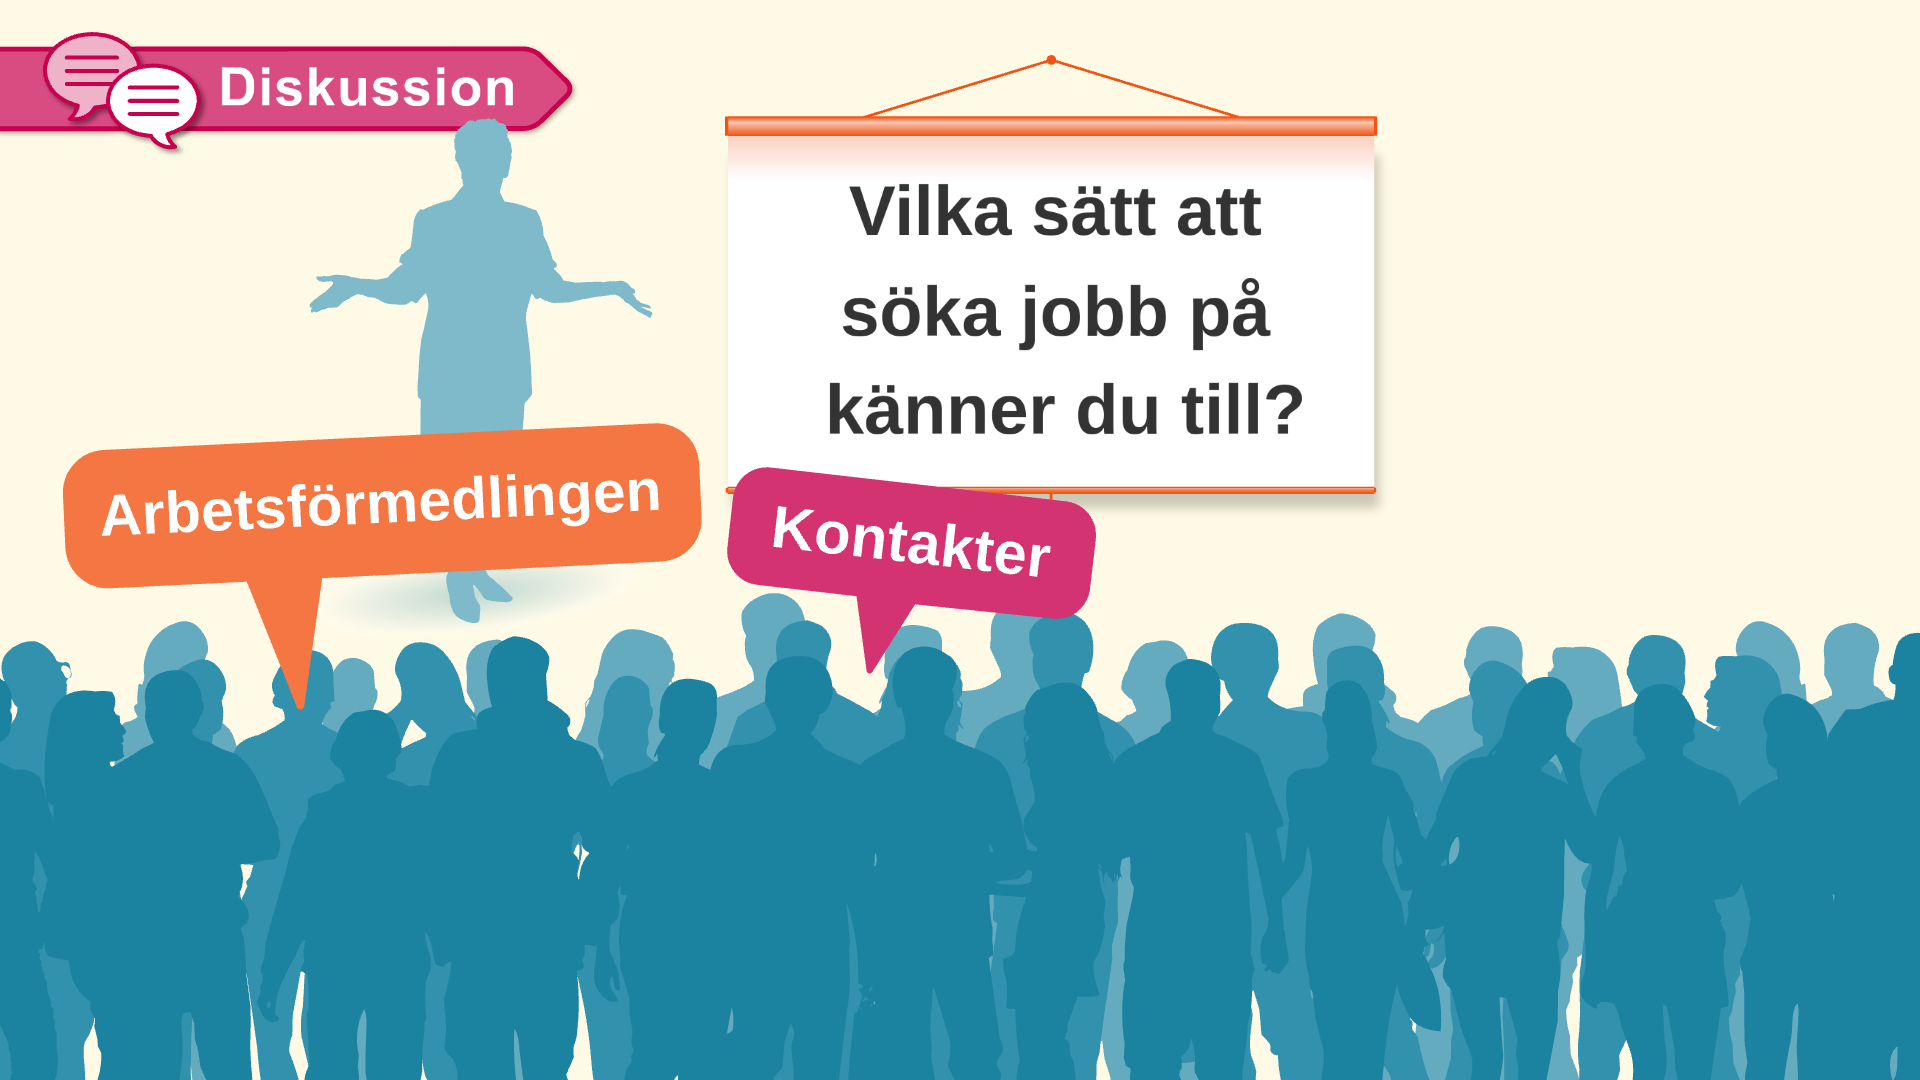 Diskussion
Vilka sätt att
söka jobb på
känner du till?
Arbetsförmedlingen
Kontakter